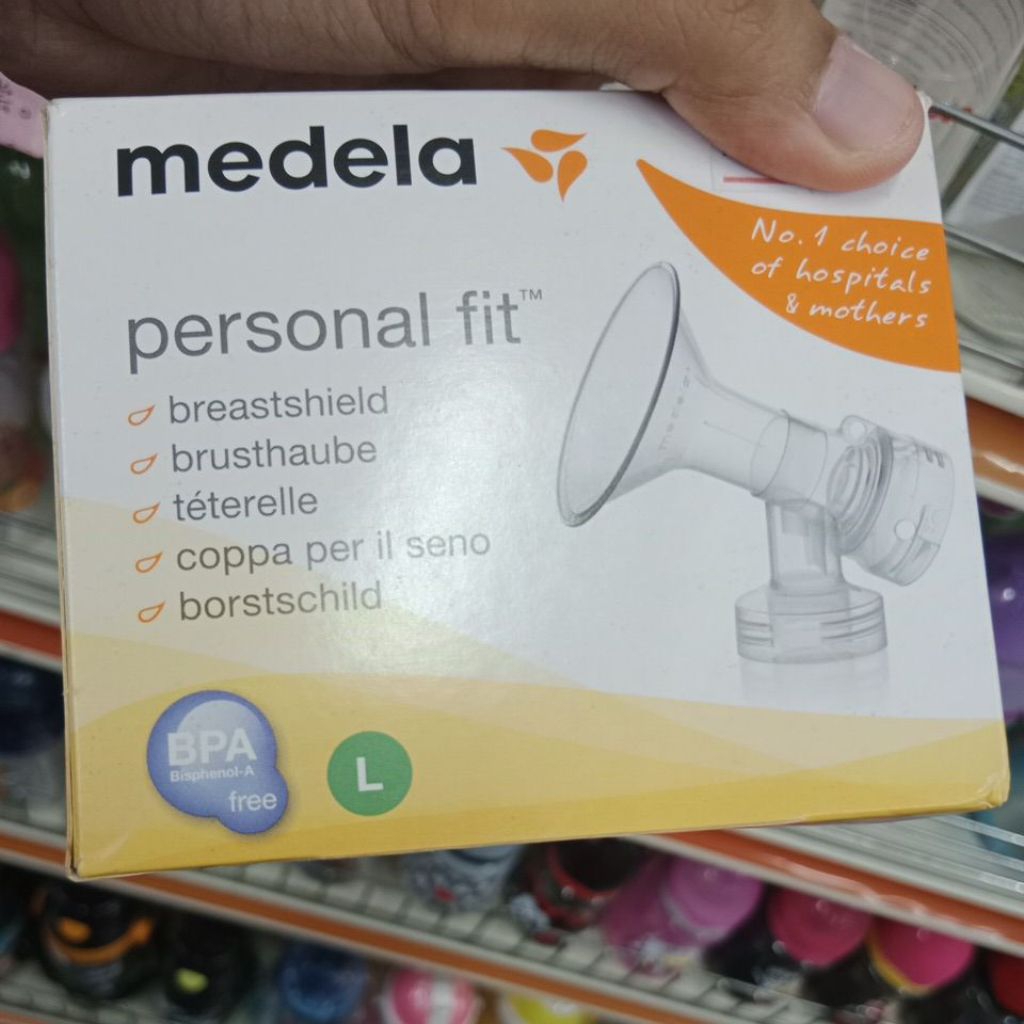 medela
No. 1 choice
of hospitals
& mothers
personal fit™
breastshield
brusthaube
téterelle
coppa per il seno
borstschild
BPA
Bisphenol-A
free
L